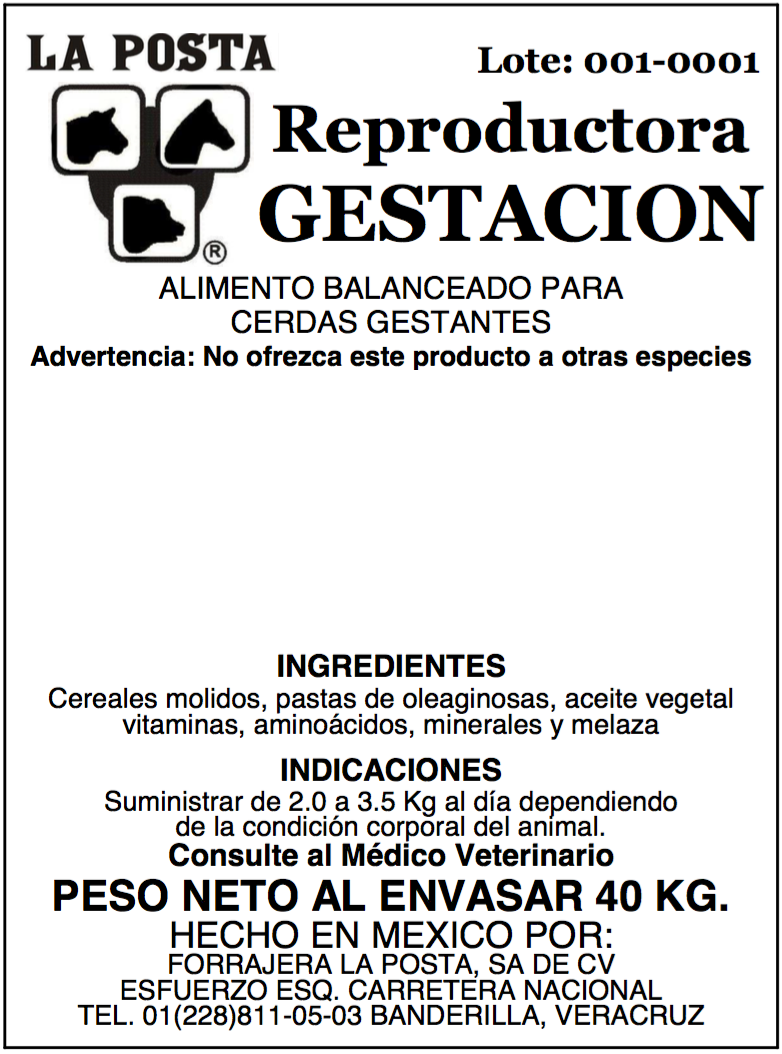 LA POSTA
Lote: 001-0001
Reproductora
GESTACION
®
ALIMENTO BALANCEADO PARA
CERDAS GESTANTES
Advertencia: No ofrezca este producto a otras especies
INGREDIENTES
Cereales molidos, pastas de oleaginosas, aceite vegetal
vitaminas, aminoácidos, minerales y melaza
INDICACIONES
Suministrar de 2.0 a 3.5 Kg al día dependiendo
de la condición corporal del animal.
Consulte al Médico Veterinario
PESO NETO AL ENVASAR 40 KG.
HECHO EN MEXICO POR:
FORRAJERA LA POSTA, SA DE CV
ESFUERZO ESQ. CARRETERA NACIONAL
TEL. 01(228)811-05-03 BANDERILLA, VERACRUZ